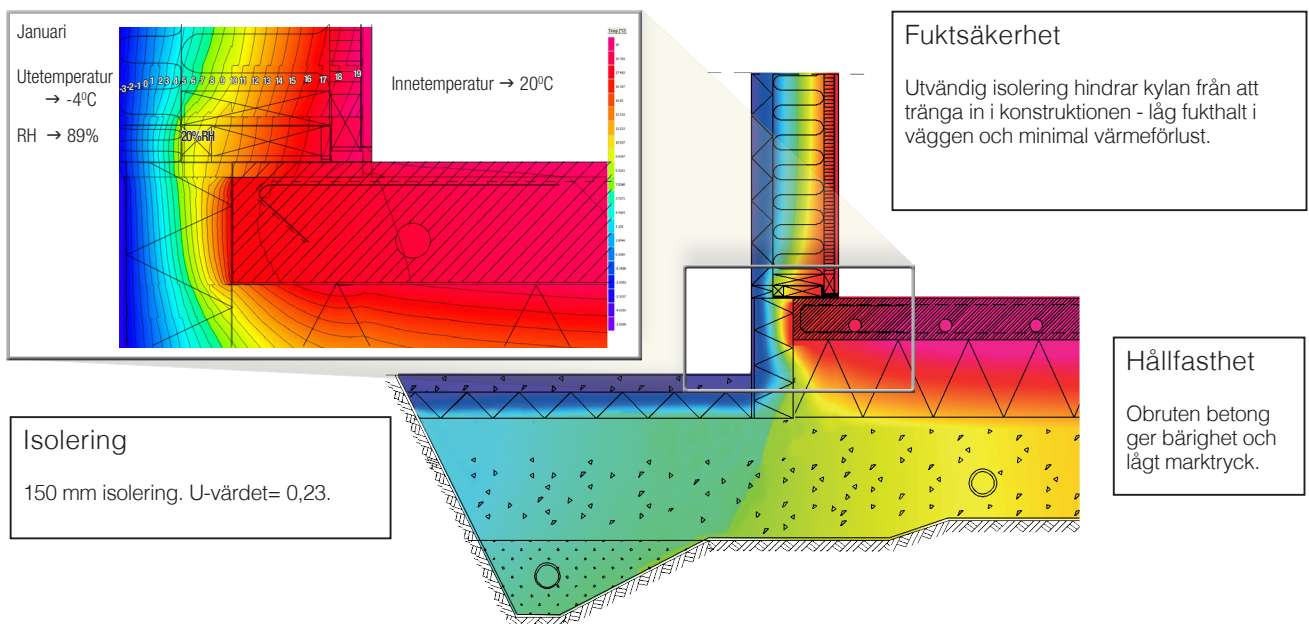 Januari
Utetemperatur
→ -4⁰C
RH → 89%
-3 -2 -1 0 1 2 3 4 5 6 7 8 9 10 11 12 13 14 15 16 17 18 19
20%RH
Innetemperatur → 20⁰C
Fuktsäkerhet
Utvändig isolering hindrar kylan från att
tränga in i konstruktionen - låg fukthalt i
väggen och minimal värmeförlust.
Hållfasthet
Obruten betong
ger bärighet och
lågt marktryck.
Isolering
150 mm isolering. U-värdet= 0,23.